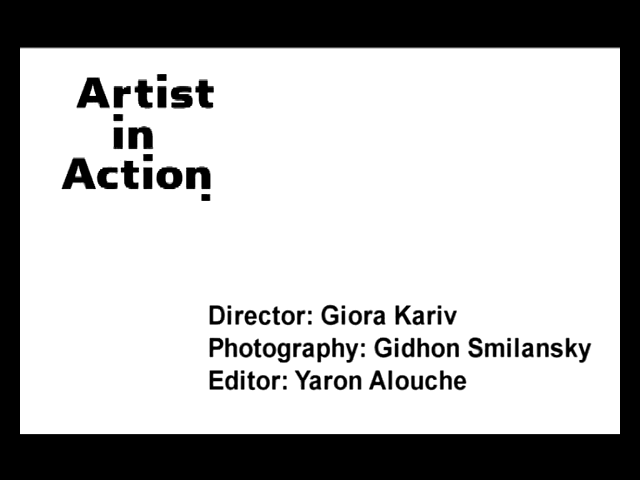 Artist
in
Action
Director: Giora Kariv
Photography: Gidhon Smilansky
Editor: Yaron Alouche